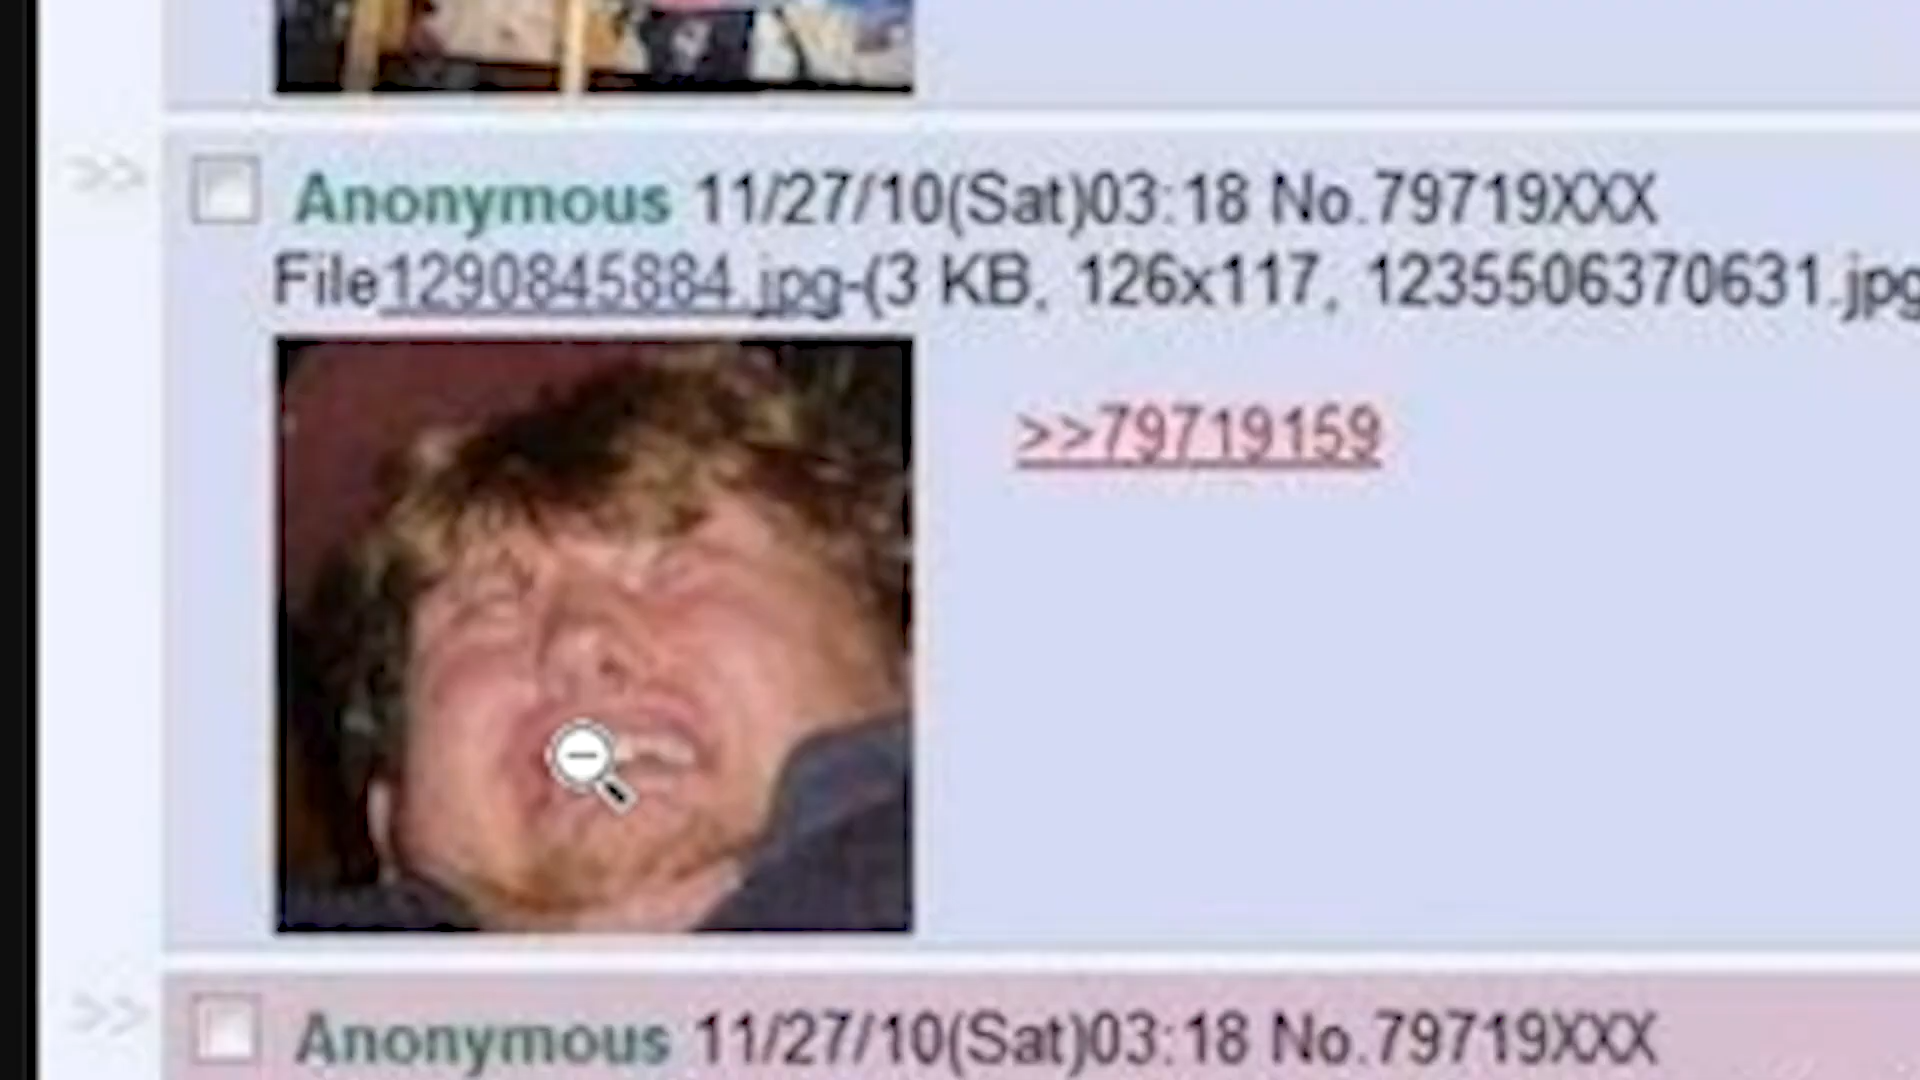 >>
Anonymous 11/27/10(Sat)03:18 No.79719XXX
File1290845884.jpg-(3 KB, 126x117, 1235506370631.jpg
>>79719159
>>
Anonymous 11/27/10(Sat)03:18 No.79719XXX